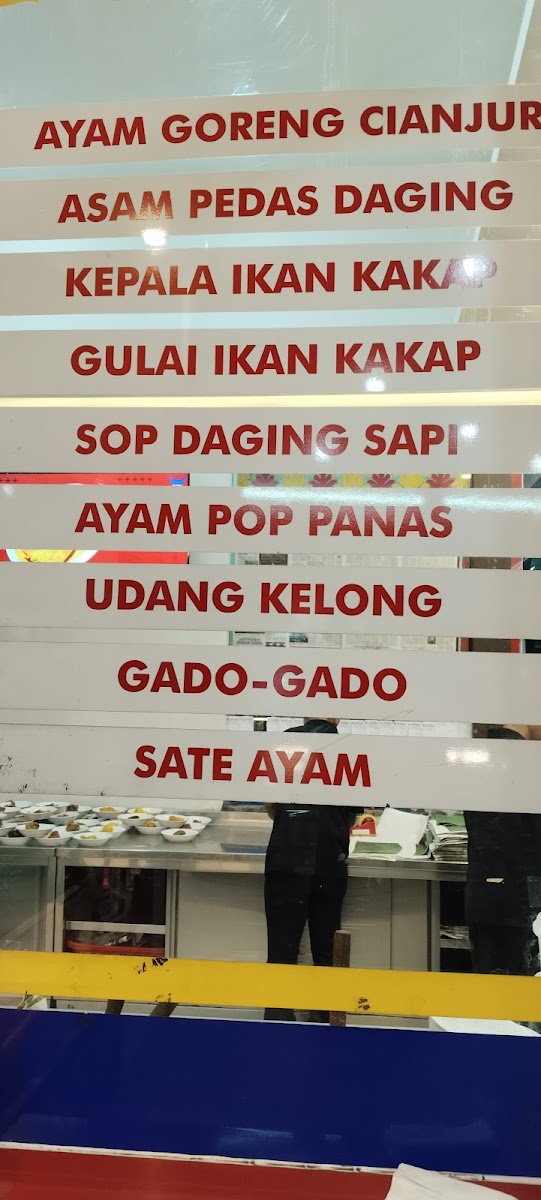 AYAM GORENG CIANJUR
ASAM PEDAS DAGING
KEPALA IKAN KAKAP
GULAI IKAN KAKAP
SOP DAGING SAPI
AYAM POP PANAS
UDANG KELONG
GADO-GADO
SATE AYAM